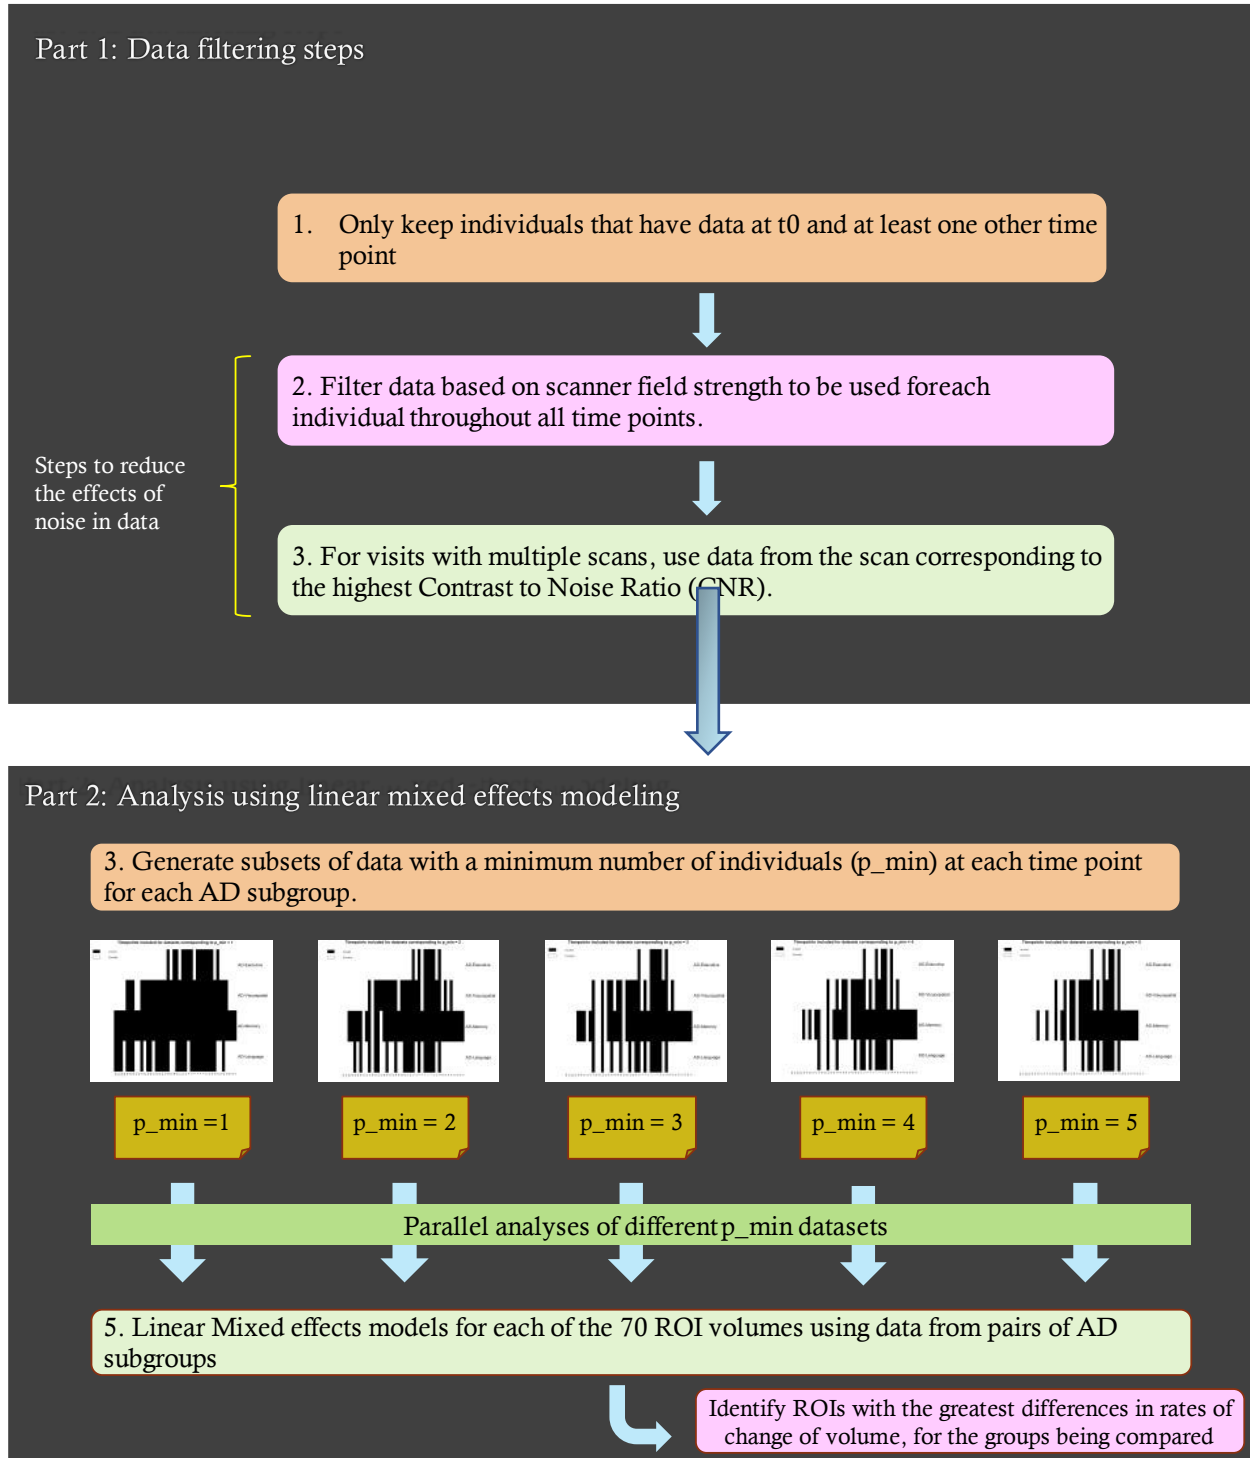 Part 1: Data filtering steps
1. Only keep individuals that have data at t0 and at least one other time
point
2. Filter data based on scanner field strength to be used foreach
individual throughout all time points.
Steps to reduce
the effects of
noise in data
3. For visits with multiple scans, use data from the scan corresponding to
the highest Contrast to Noise Ratio (CNR).
Part 2: Analysis using linear mixed effects modeling
3. Generate subsets of data with a minimum number of individuals (p_min) at each time point
for each AD subgroup.
p_min =1
p_min = 2
p_min = 3
p_min = 4
p_min = 5
Parallel analyses of different p_min datasets
5. Linear Mixed effects models for each of the 70 ROI volumes using data from pairs of AD
subgroups
Identify ROIs with the greatest differences in rates of
change of volume, for the groups being compared